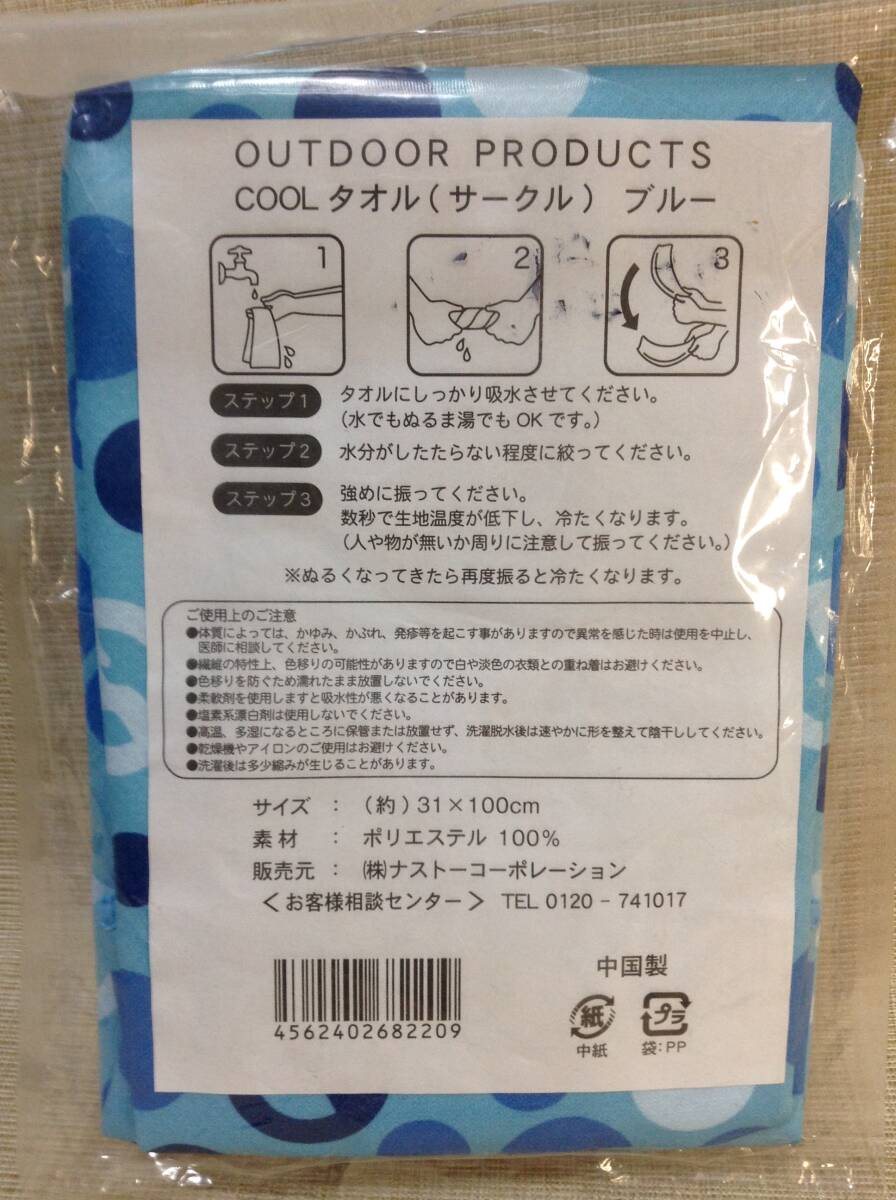 OUTDOOR PRODUCTS
COOL タオル(サークル) ブルー
1
2
3
ステップ1
タオルにしっかり吸水させてください。
(水でもぬるま湯でもOKです。)
ステップ2
水分がしたたらない程度に絞ってください。
ステップ3
強めに振ってください。
数秒で生地温度が低下し、冷たくなります。
(人や物が無いか周りに注意して振ってください。)
※ぬるくなってきたら再度振ると冷たくなります。
ご使用上のご注意
●体質によっては、かゆみ、かぶれ、発疹等を起こす事がありますので異常を感じた時は使用を中止し、
医師に相談してください。
●繊維の特性上、色移りの可能性がありますので白や淡色の衣類との重ね着はお避けください。
●色移りを防ぐため濡れたまま放置しないでください。
●柔軟剤を使用しますと吸水性が悪くなることがあります。
●塩素系漂白剤は使用しないでください。
●高温、多湿になるところに保管または放置せず、洗濯脱水後は速やかに形を整えて陰干ししてください。
●乾燥機やアイロンのご使用はお避けください。
●洗濯後は多少縮みが生じることがあります。
サイズ : (約)31×100cm
素材 : ポリエステル 100%
販売元 : (株)ナストーコーポレーション
<お客様相談センター> TEL 0120-741017
4562402682209
中国製
紙
プラ
中紙
袋:PP